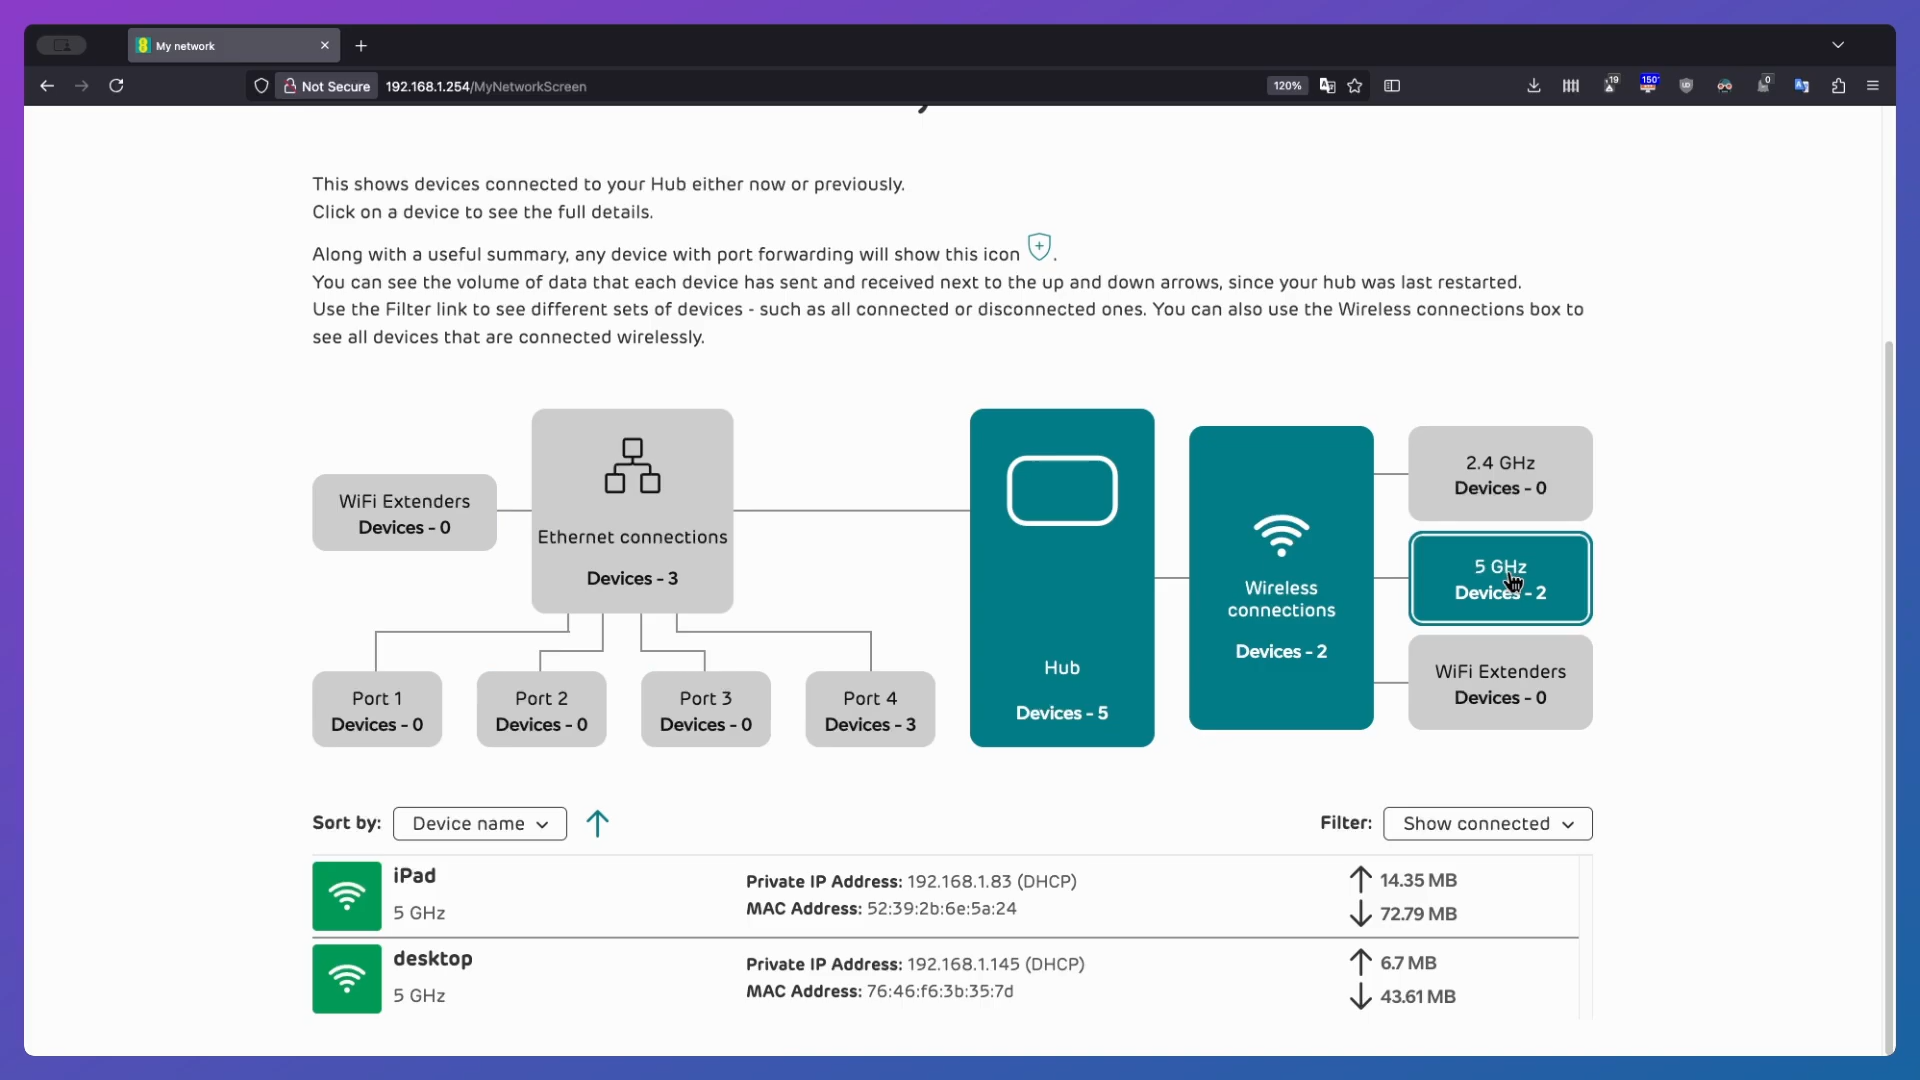 My network
Not Secure
192.168.1.254/MyNetworkScreen
120%
19
150'
0
This shows devices connected to your Hub either now or previously.
Click on a device to see the full details.
Along with a useful summary, any device with port forwarding will show this icon .
You can see the volume of data that each device has sent and received next to the up and down arrows, since your hub was last restarted.
Use the Filter link to see different sets of devices - such as all connected or disconnected ones. You can also use the Wireless connections box to
see all devices that are connected wirelessly.
WiFi Extenders
Devices - 0
Ethernet connections
Devices - 3
Port 1
Devices - 0
Port 2
Devices - 0
Port 3
Devices - 0
Port 4
Devices - 3
Hub
Devices - 5
Wireless
connections
Devices - 2
2.4 GHz
Devices - 0
5 GHz
Devices - 2
WiFi Extenders
Devices - 0
Sort by: Device name
Filter: Show connected
iPad
5 GHz
Private IP Address: 192.168.1.83 (DHCP)
MAC Address: 52:39:2b:6e:5a:24
14.35 MB
72.79 MB
desktop
5 GHz
Private IP Address: 192.168.1.145 (DHCP)
MAC Address: 76:46:f6:3b:35:7d
6.7 MB
43.61 MB